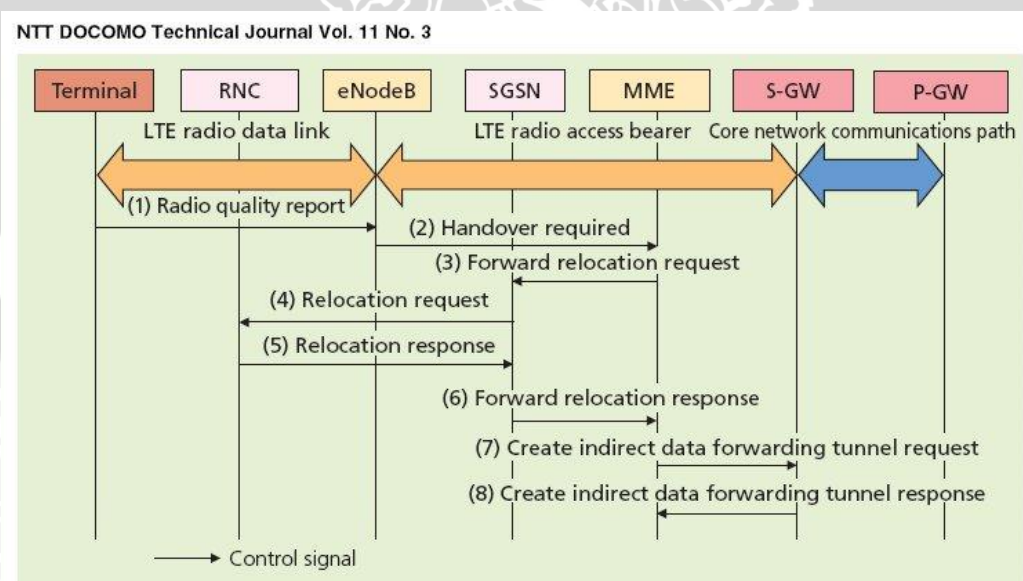 NTT DOCOMO Technical Journal Vol. 11 No. 3
Terminal RNC eNodeB SGSN MME S-GW P-GW
LTE radio data link LTE radio access bearer Core network communications path
(1) Radio quality report
(2) Handover required
(3) Forward relocation request
(4) Relocation request
(5) Relocation response
(6) Forward relocation response
(7) Create indirect data forwarding tunnel request
(8) Create indirect data forwarding tunnel response
Control signal